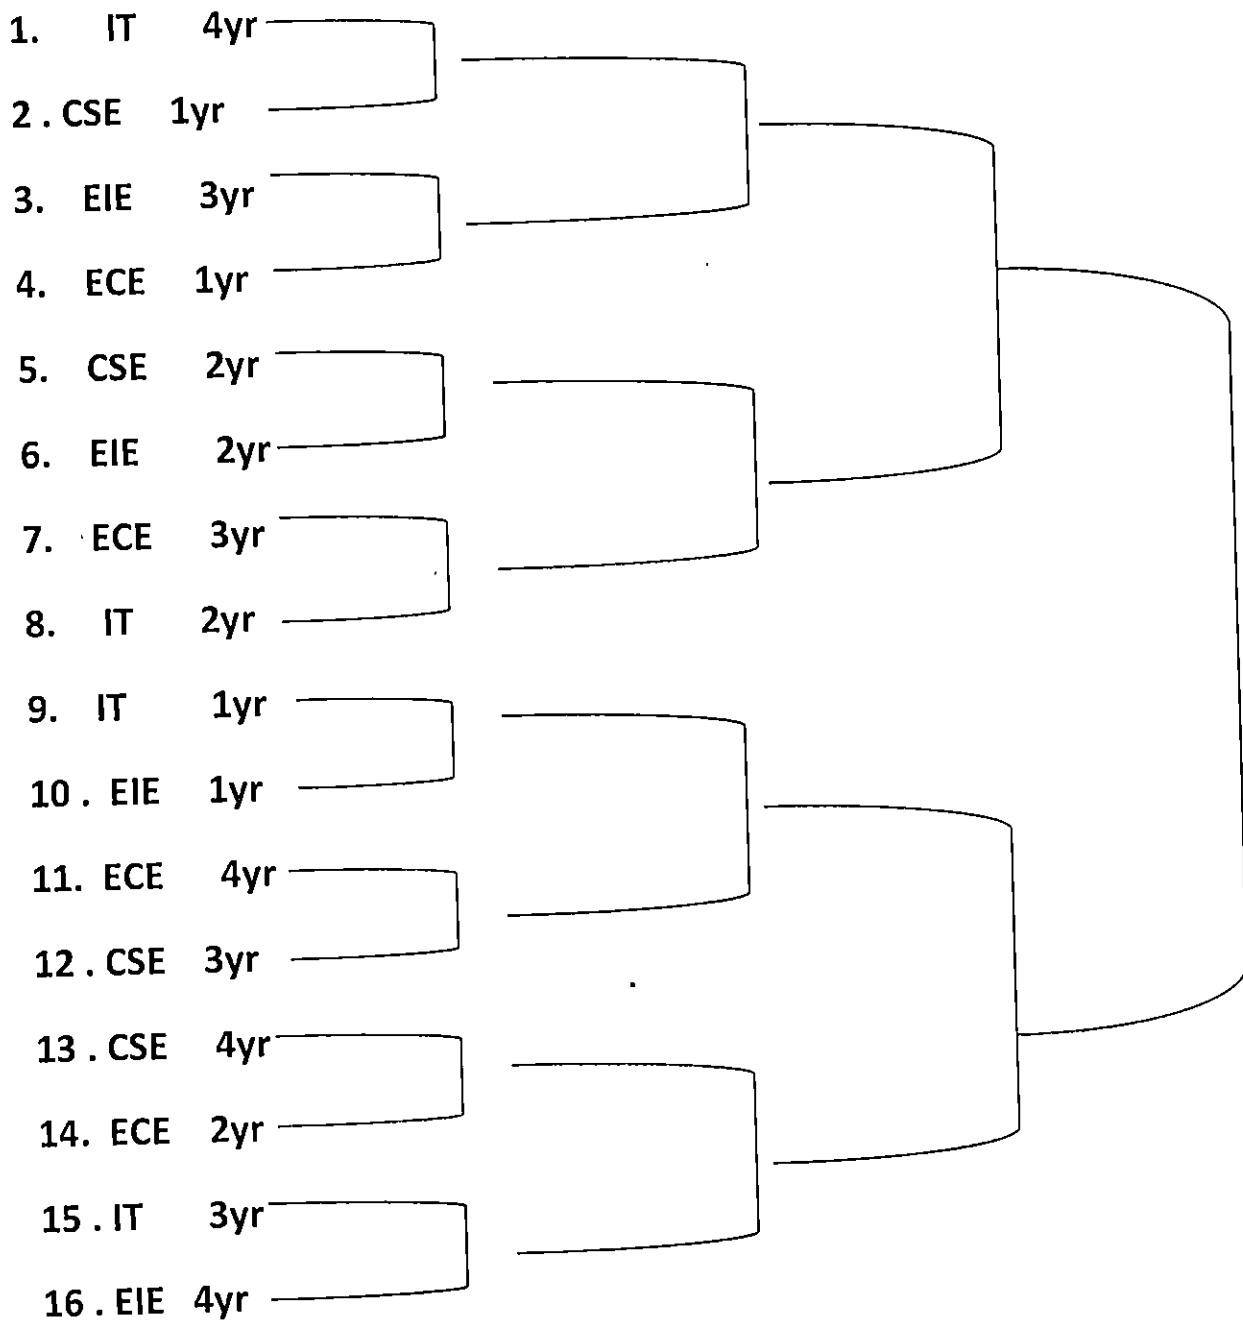 1. IT 4yr
2 . CSE 1yr
3. EIE 3yr
4. ECE 1yr
5. CSE 2yr
6. EIE 2yr
7. ECE 3yr
8. IT 2yr
9. IT 1yr
10 . EIE 1yr
11. ECE 4yr
12 . CSE 3yr
13 . CSE 4yr
14. ECE 2yr
15 . IT 3yr
16 . EIE 4yr